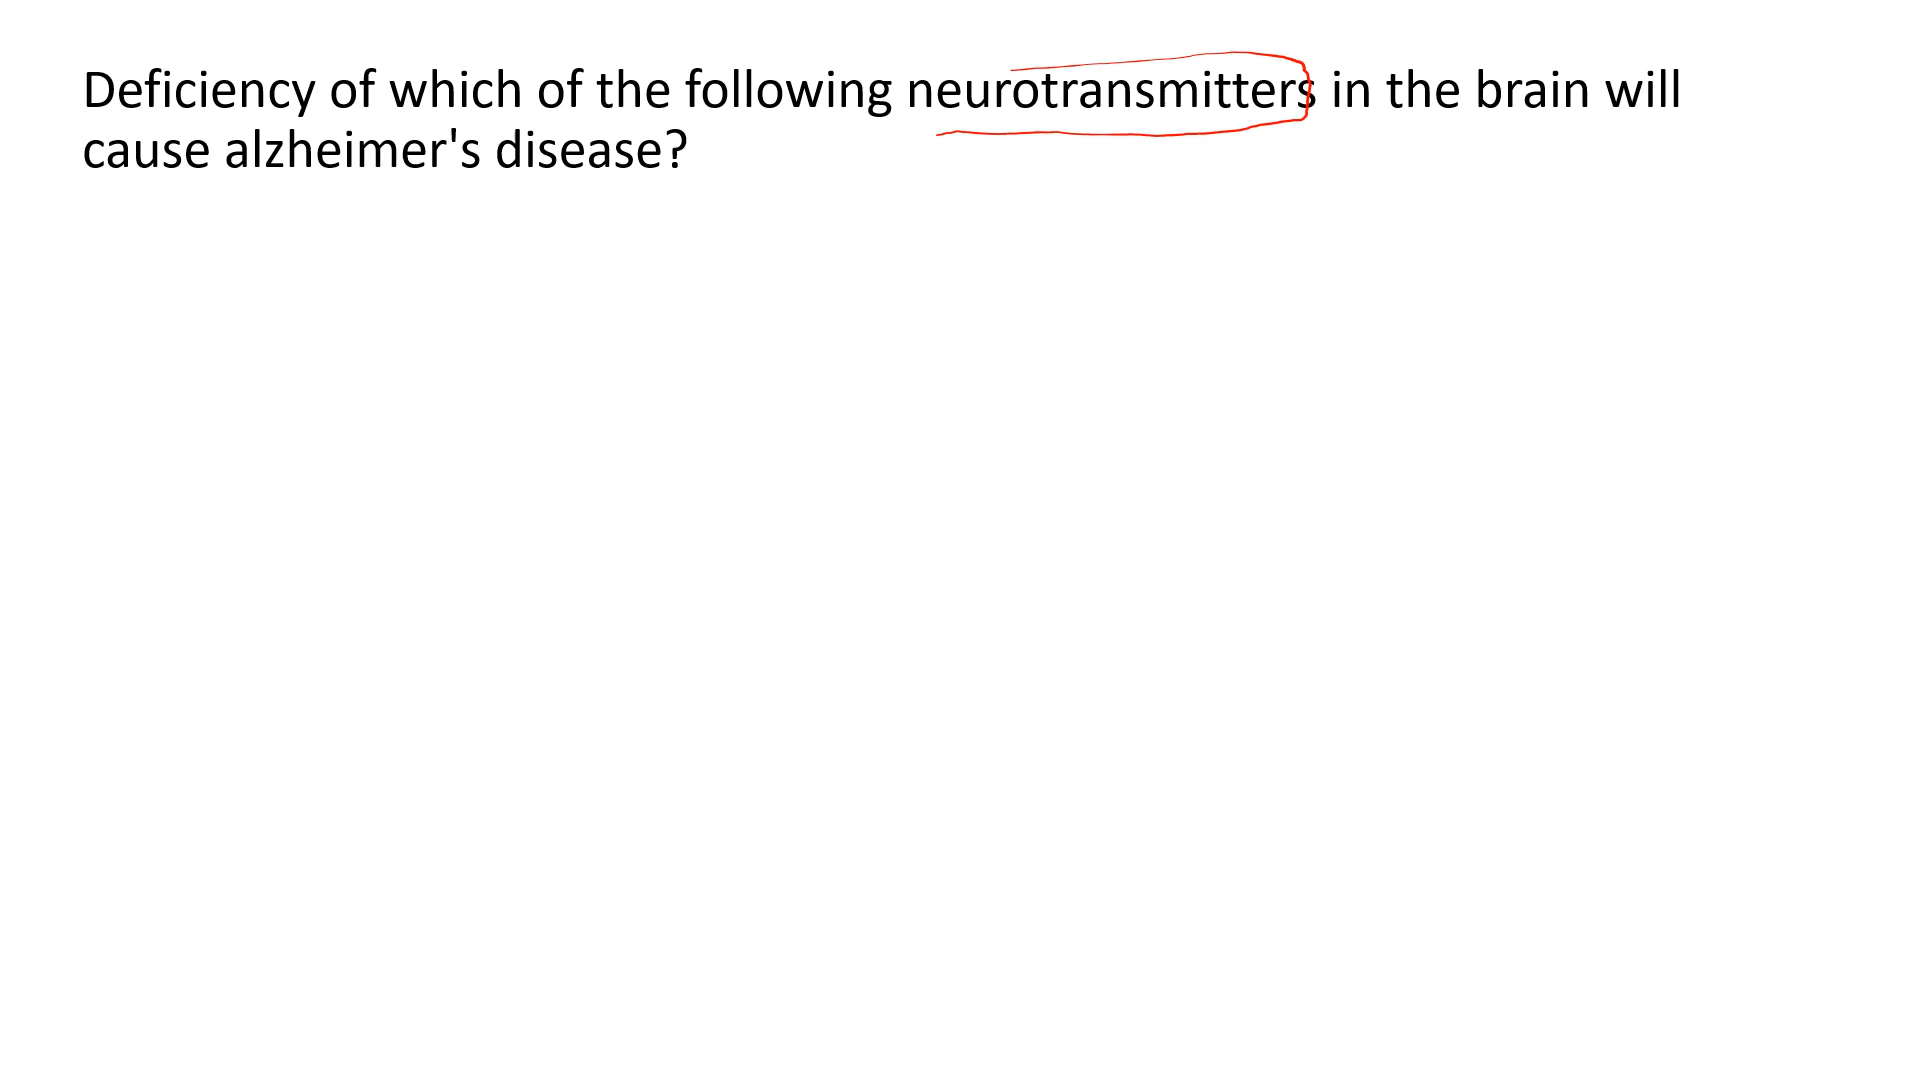 Deficiency of which of the following neurotransmitters in the brain will
cause alzheimer's disease?